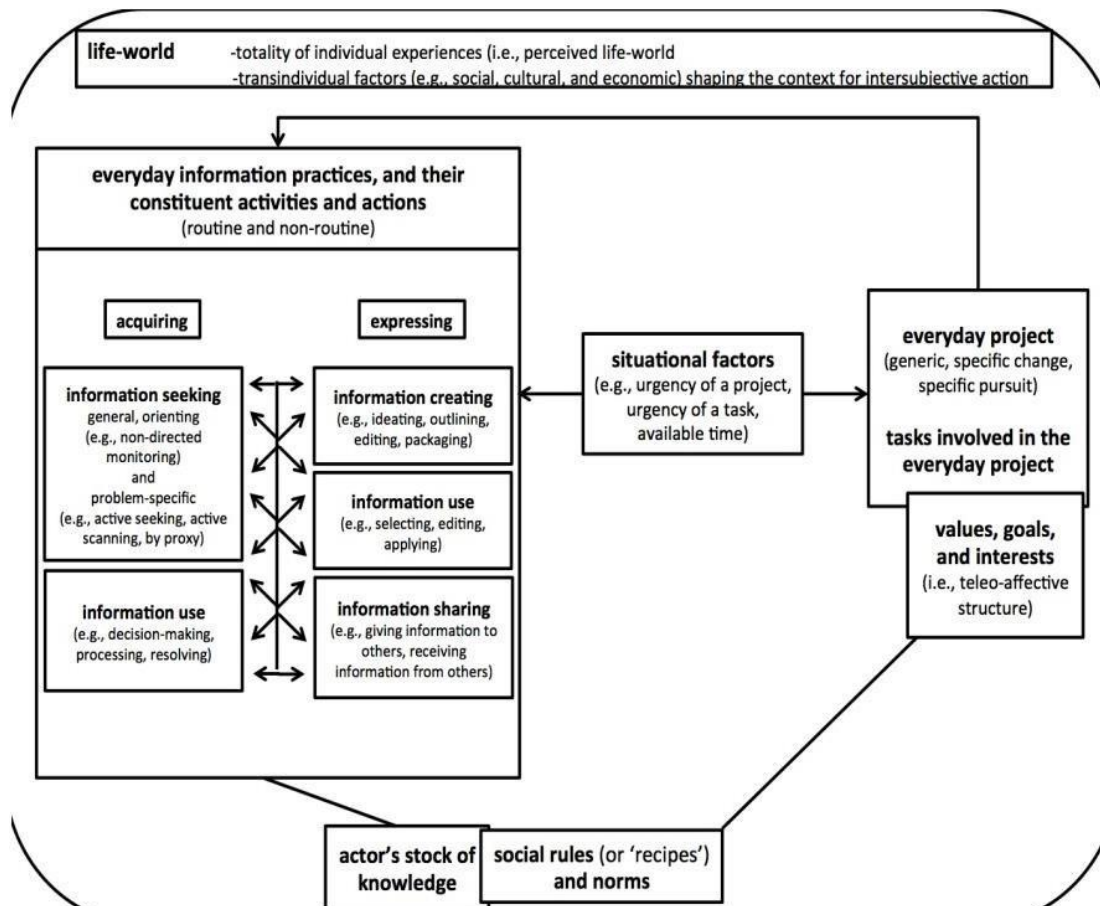 life-world -totality of individual experiences (i.e., perceived life-world
-transindividual factors (e.g., social, cultural, and economic) shaping the context for intersubjective action
everyday information practices, and their
constituent activities and actions
(routine and non-routine)
acquiring
expressing
information seeking
general, orienting
(e.g., non-directed
monitoring)
and
problem-specific
(e.g., active seeking, active
scanning, by proxy)
information use
(e.g., decision-making,
processing, resolving)
information creating
(e.g., ideating, outlining,
editing, packaging)
information use
(e.g., selecting, editing,
applying)
information sharing
(e.g., giving information to
others, receiving
information from others)
situational factors
(e.g., urgency of a project,
urgency of a task,
available time)
everyday project
(generic, specific change,
specific pursuit)
tasks involved in the
everyday project
values, goals,
and interests
(i.e., teleo-affective
structure)
actor's stock of
knowledge
social rules (or ‘recipes’)
and norms